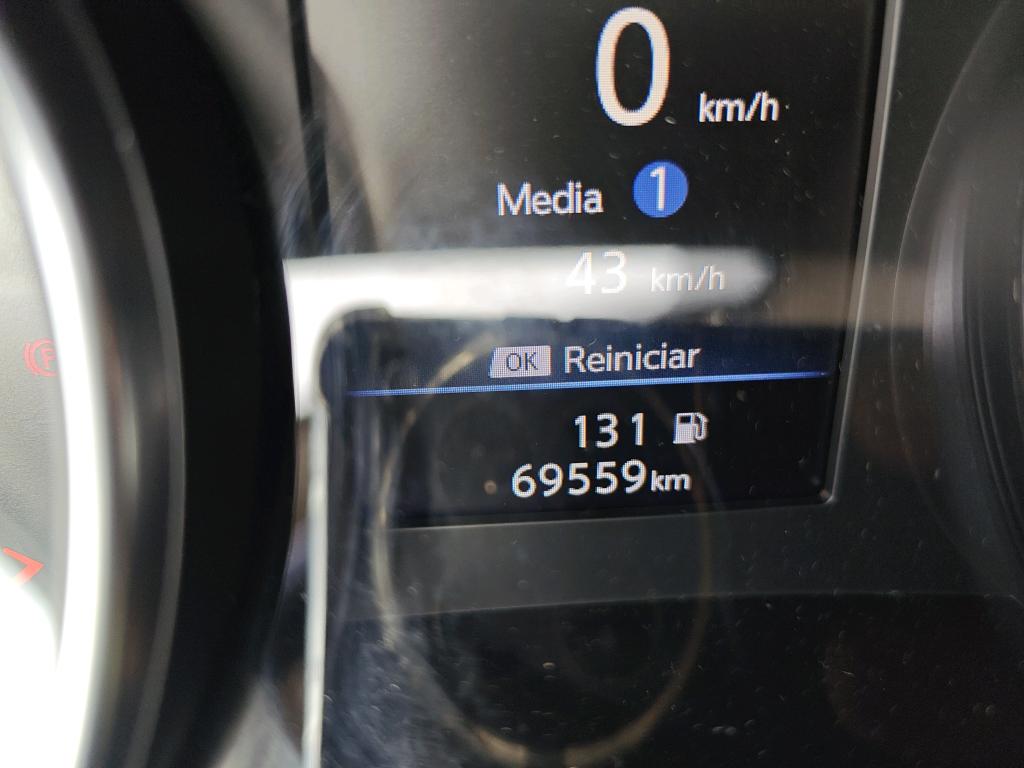 0 km/h
Media 1
43 km/h
OK Reiniciar
131
69559km